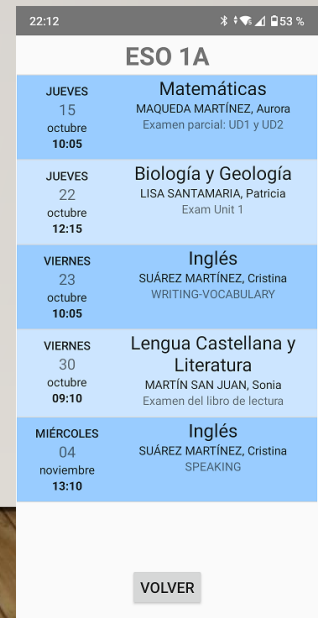 22:12
53 %
ESO 1A
JUEVES
15
octubre
10:05
Matemáticas
MAQUEDA MARTÍNEZ, Aurora
Examen parcial: UD1 y UD2
JUEVES
22
octubre
12:15
Biología y Geología
LISA SANTAMARIA, Patricia
Exam Unit 1
VIERNES
23
octubre
10:05
Inglés
SUÁREZ MARTÍNEZ, Cristina
WRITING-VOCABULARY
VIERNES
30
octubre
09:10
Lengua Castellana y
Literatura
MARTÍN SAN JUAN, Sonia
Examen del libro de lectura
MIÉRCOLES
04
noviembre
13:10
Inglés
SUÁREZ MARTÍNEZ, Cristina
SPEAKING
VOLVER